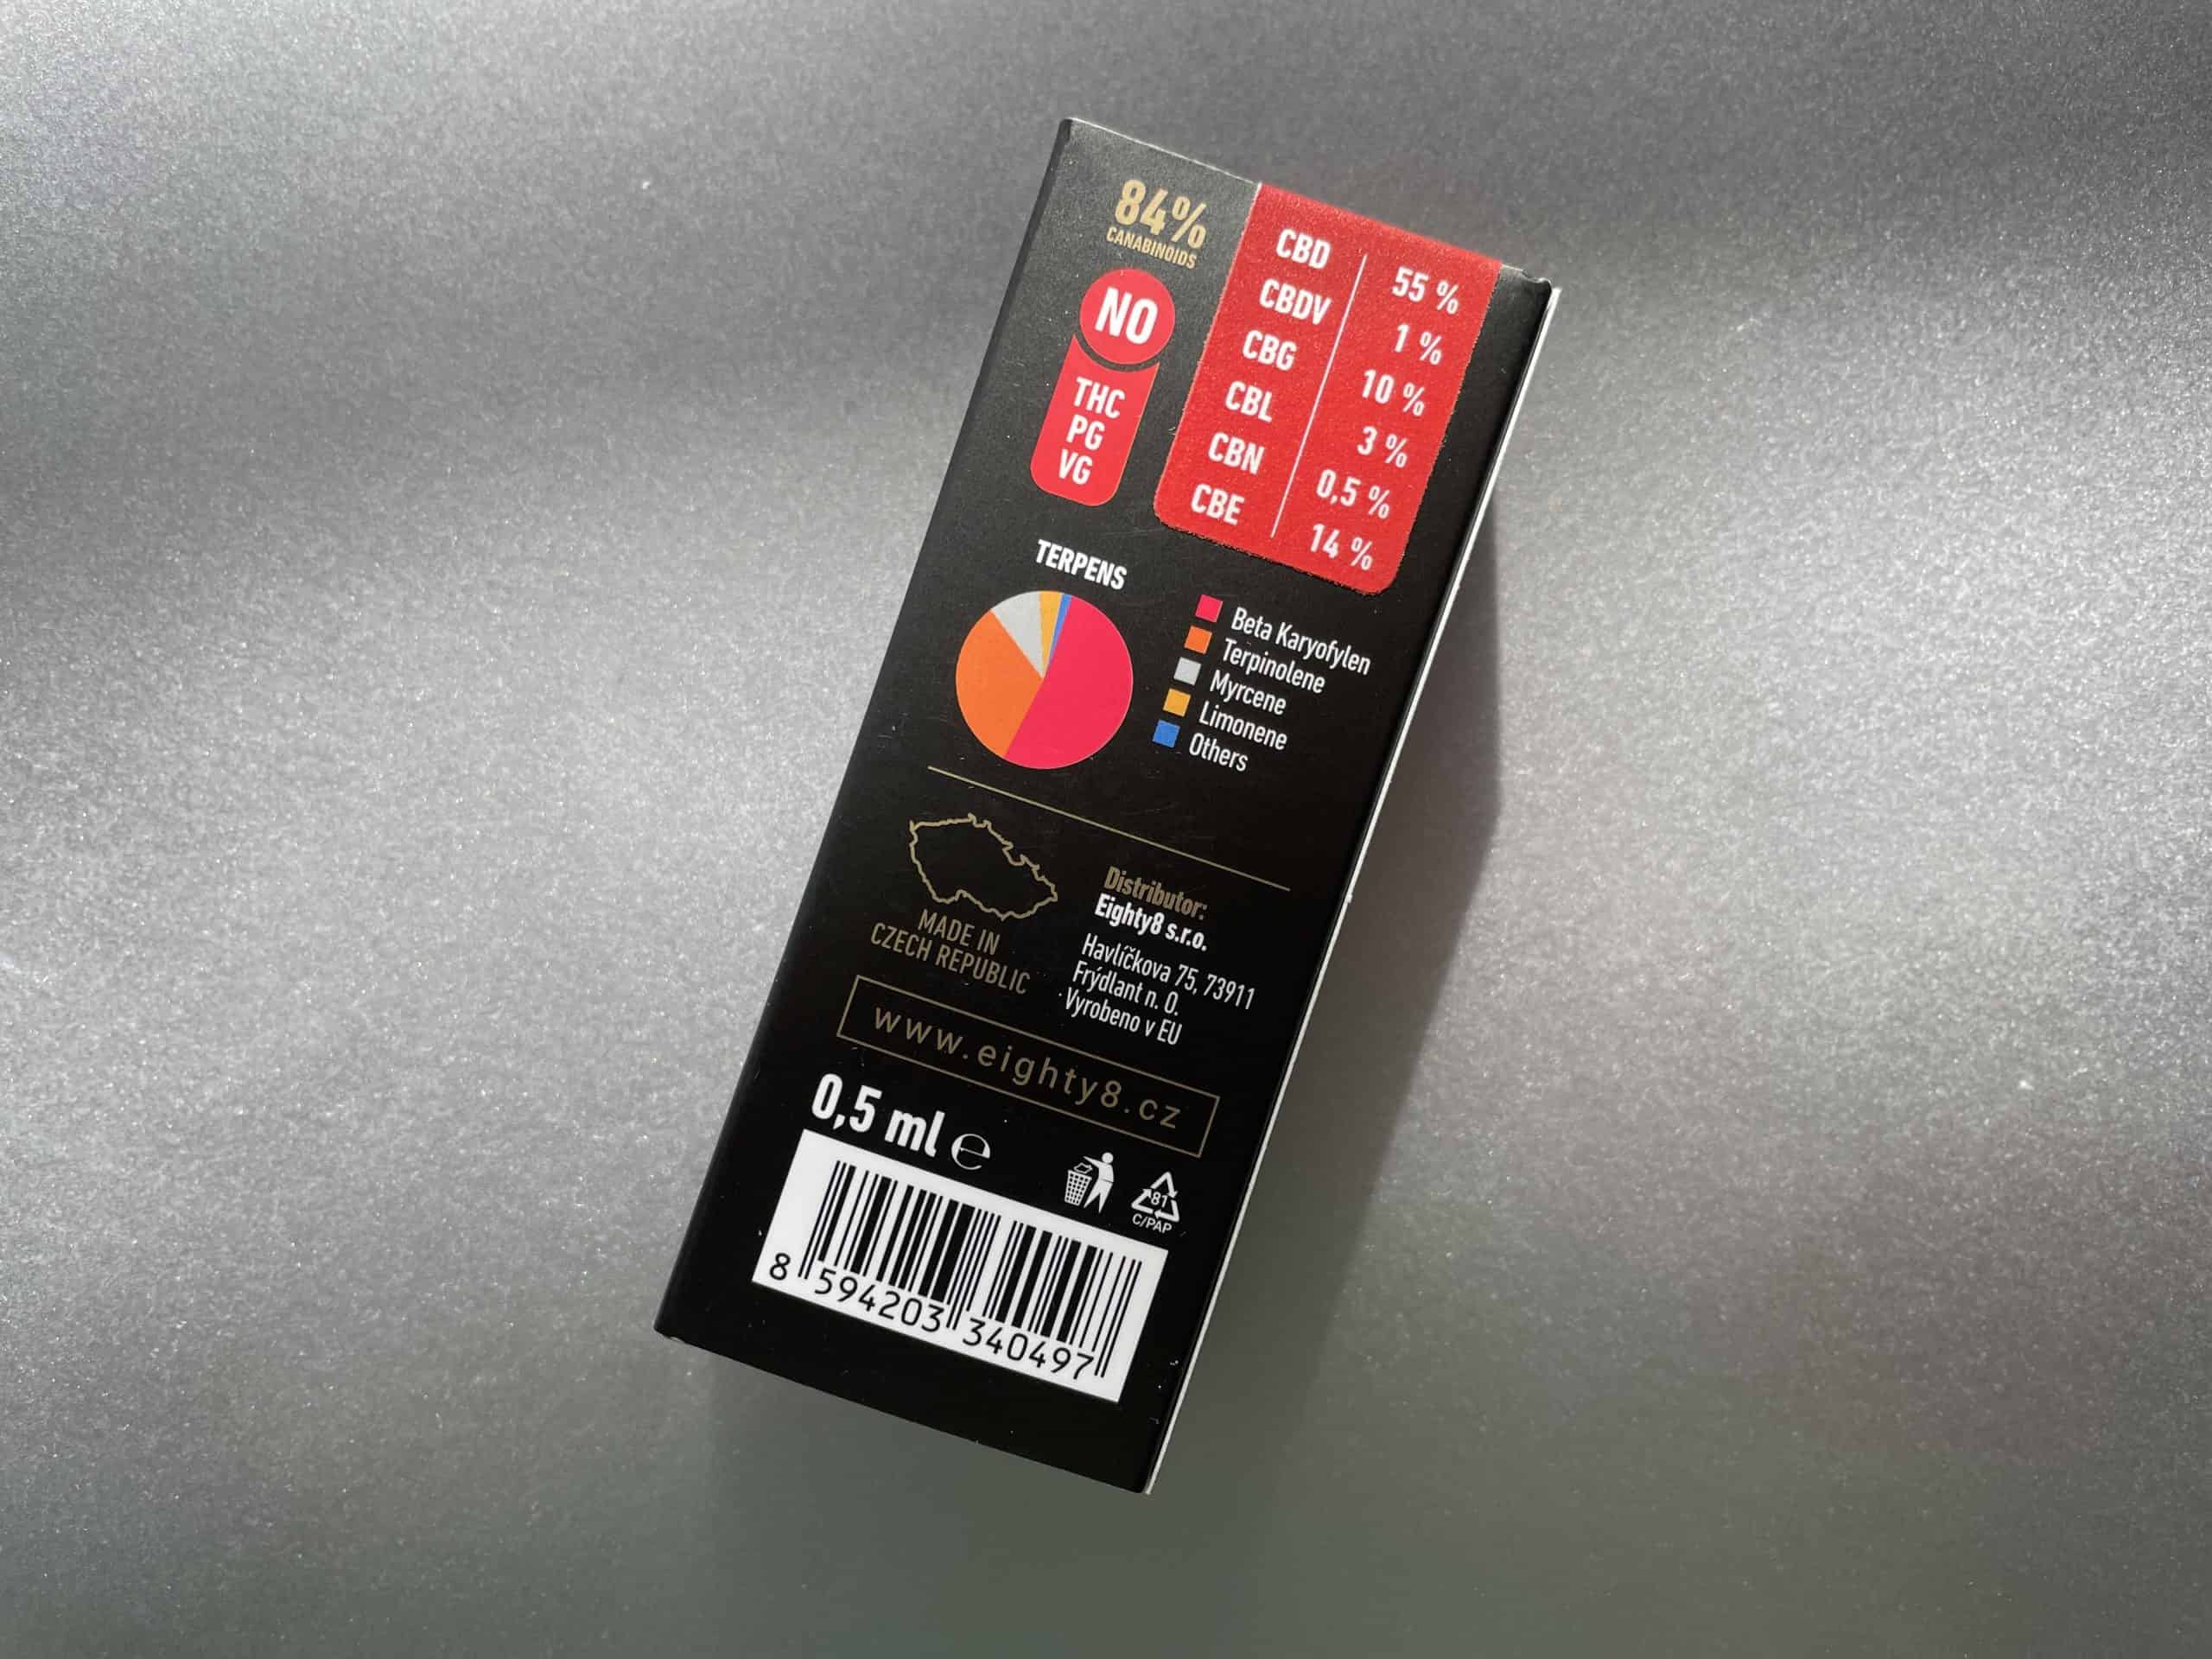 84%
CANABINOIDS
NO
THC
PG
VG
CBD 55 %
CBDV 1 %
CBG 10 %
CBL 3 %
CBN 0,5 %
CBE 14 %
TERPENS
Beta Karyofylen
Terpinolene
Myrcene
Limonene
Others
MADE IN
CZECH REPUBLIC
Distributor:
Eighty8 s.r.o.
Havlíčkova 75, 73911
Frýdlant n. O.
Vyrobeno v EU
www.eighty8.cz
0,5 ml ℮
81
C/PAP
8 594203 340497